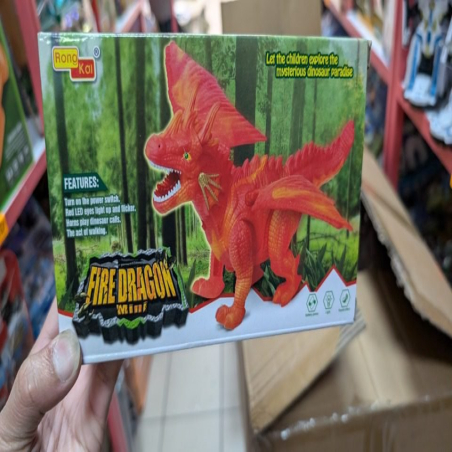 Rong
Kai
Let the children explore the
mysterious dinosaur paradise
FEATURES:
Turn on the power switch,
Red LED eyes light up and flicker.
Horns play dinosaur calls.
The act of walking.
FIRE DRAGON
MINI